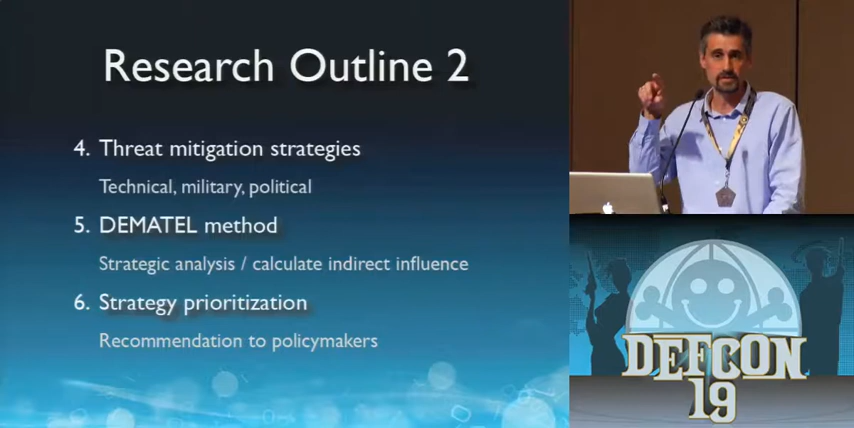 Research Outline 2
4. Threat mitigation strategies
Technical, military, political
5. DEMATEL method
Strategic analysis / calculate indirect influence
6. Strategy prioritization
Recommendation to policymakers
DEFCON
19